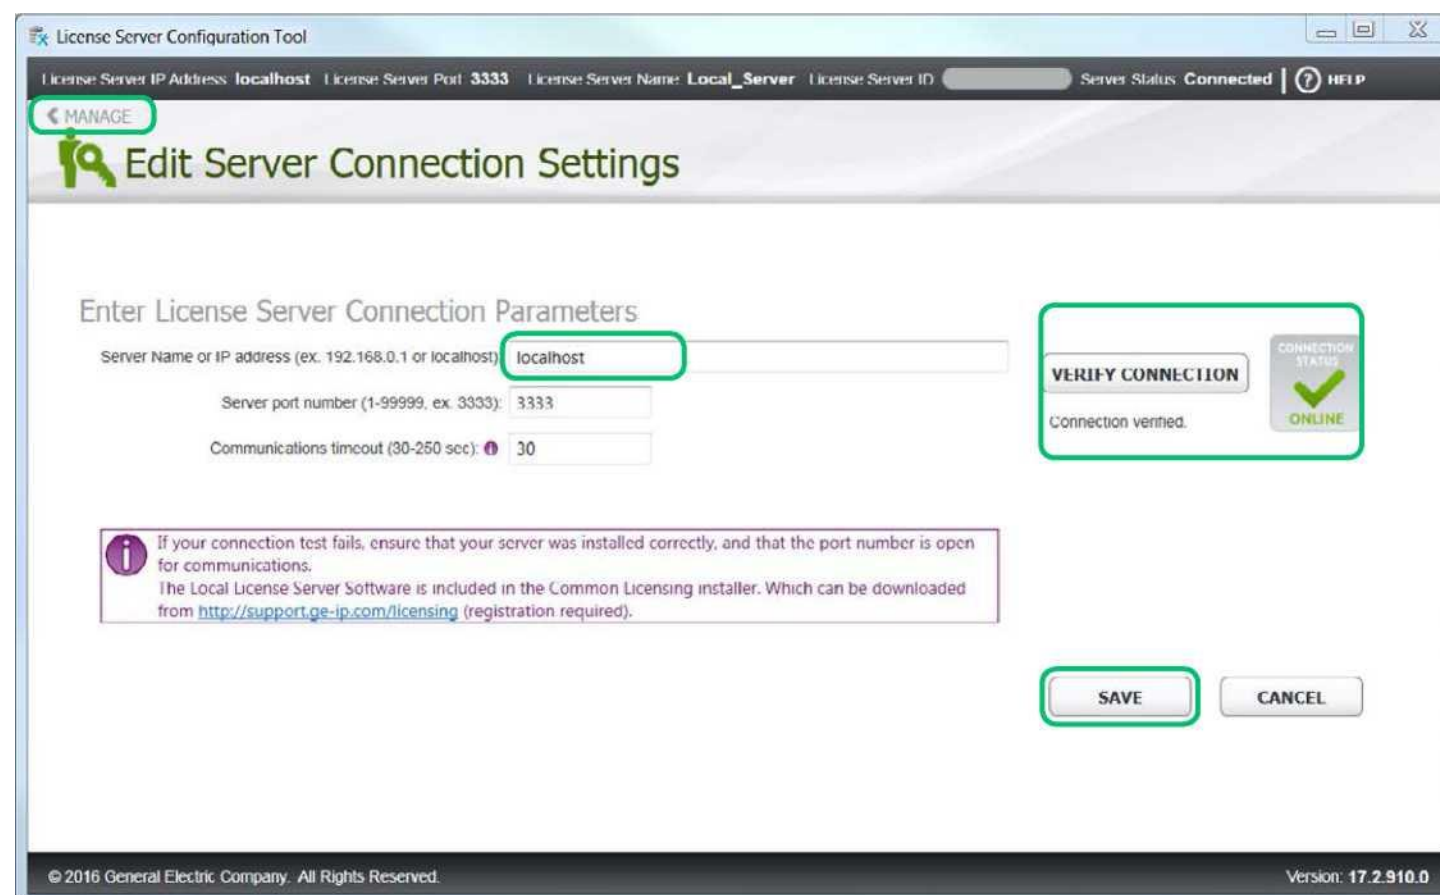 License Server Configuration Tool
License Server IP Address localhost License Server Port 3333 License Server Name: Local_Server License Server ID Server Status Connected | ? HELP
MANAGE
Edit Server Connection Settings
Enter License Server Connection Parameters
Server Name or IP address (ex. 192.168.0.1 or localhost) localhost
VERIFY CONNECTION
CONNECTION
STATUS
Server port number (1-99999, ex. 3333): 3333
Connection verified.
ONLINE
Communications timeout (30-250 sec): 30
If your connection test fails, ensure that your server was installed correctly, and that the port number is open
for communications.
The Local License Server Software is included in the Common Licensing installer. Which can be downloaded
from http://support.ge-ip.com/licensing (registration required).
SAVE
CANCEL
© 2016 General Electric Company. All Rights Reserved.
Version: 17.2.910.0